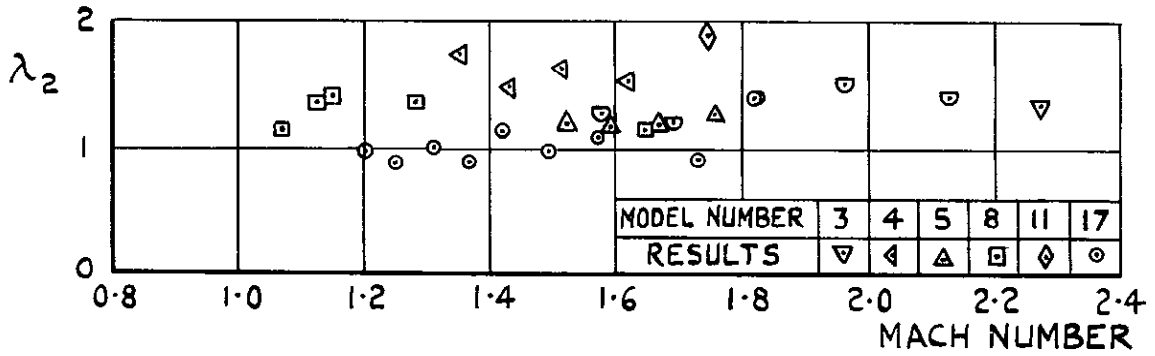 2
λ2
1
MODEL NUMBER 3 4 5 8 11 17
RESULTS
0
0·8 1·0 1·2 1·4 1·6 1·8 2·0 2·2 2·4
MACH NUMBER